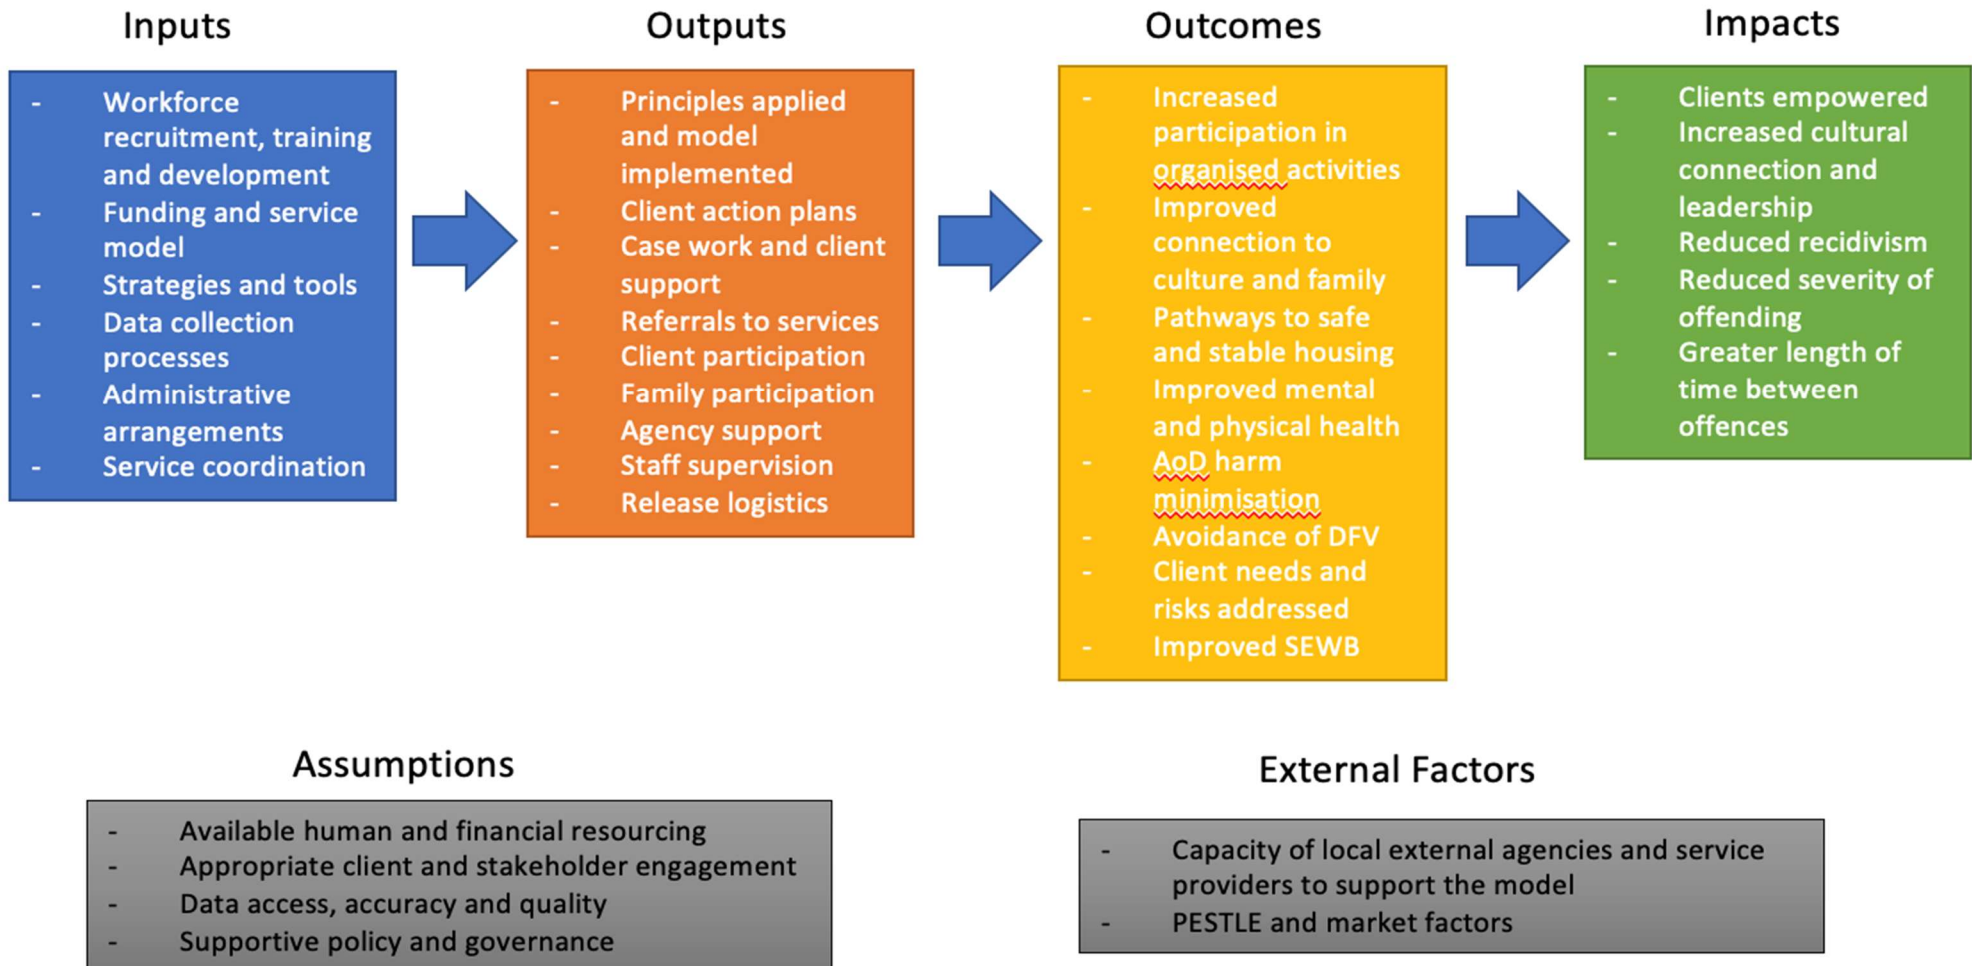 Inputs
- Workforce
recruitment, training
and development
- Funding and service
model
- Strategies and tools
- Data collection
processes
- Administrative
arrangements
- Service coordination
Outputs
- Principles applied
and model
implemented
- Client action plans
- Case work and client
support
- Referrals to services
- Client participation
- Family participation
- Agency support
- Staff supervision
- Release logistics
Outcomes
- Increased
participation in
organised activities
- Improved
connection to
culture and family
- Pathways to safe
and stable housing
- Improved mental
and physical health
- AoD harm
minimisation
- Avoidance of DFV
- Client needs and
risks addressed
- Improved SEWB
Impacts
- Clients empowered
- Increased cultural
connection and
leadership
- Reduced recidivism
- Reduced severity of
offending
- Greater length of
time between
offences
Assumptions
- Available human and financial resourcing
- Appropriate client and stakeholder engagement
- Data access, accuracy and quality
- Supportive policy and governance
External Factors
- Capacity of local external agencies and service
providers to support the model
- PESTLE and market factors